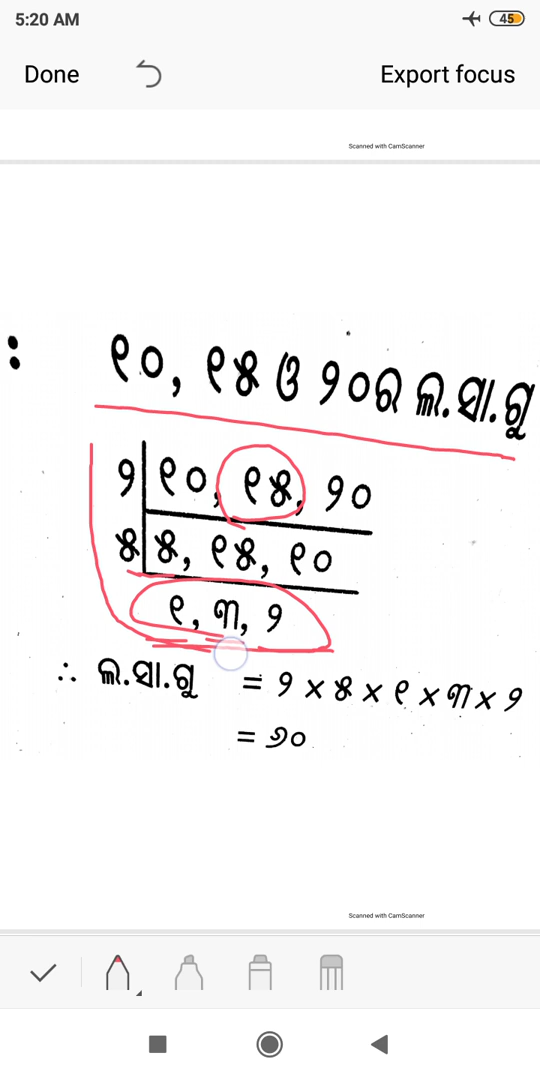 5:20 AM
45
Done
Export focus
Scanned with CamScanner
: ୧୦, ୧୫ ଓ ୨୦ର ଲ.ସା.ଗୁ
୨ ୧୦, ୧୫, ୨୦
୫ ୫, ୧୫, ୧୦
୧, ୩, ୨
∴ ଲ.ସା.ଗୁ = ୨ × ୫ × ୧ × ୩ × ୨
= ୬୦
Scanned with CamScanner